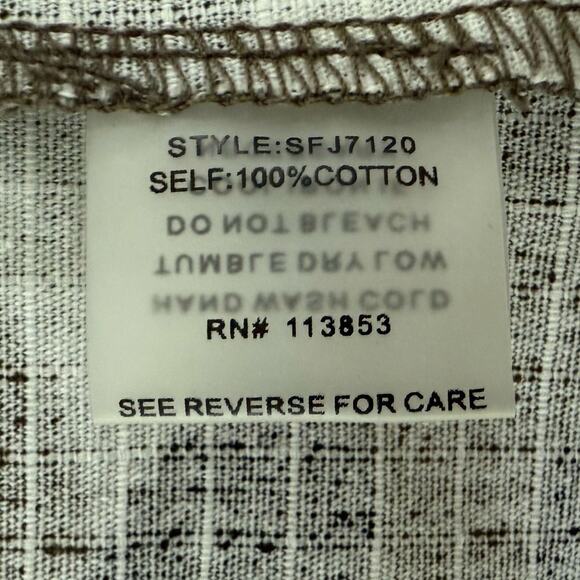 STYLE:SFJ7120
SELF:100%COTTON
DO NOT BLEACH
TUMBLE DRY LOW
HAND WASH COLD
RN# 113853
SEE REVERSE FOR CARE